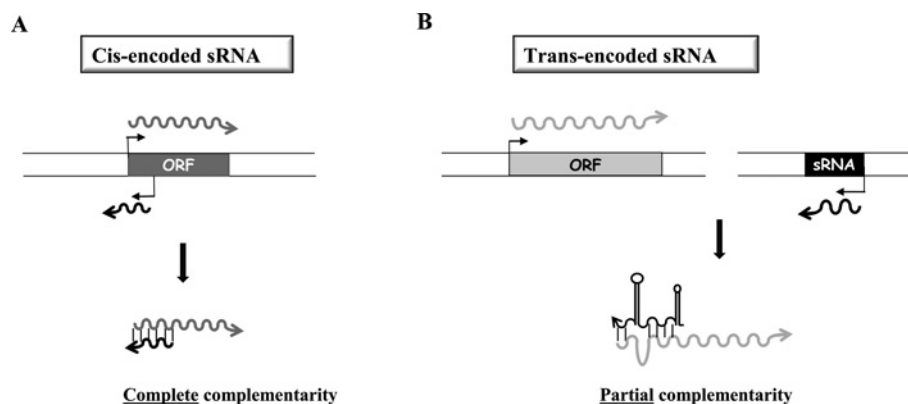 A
Cis-encoded sRNA
ORF
Complete complementarity
B
Trans-encoded sRNA
ORF
sRNA
Partial complementarity